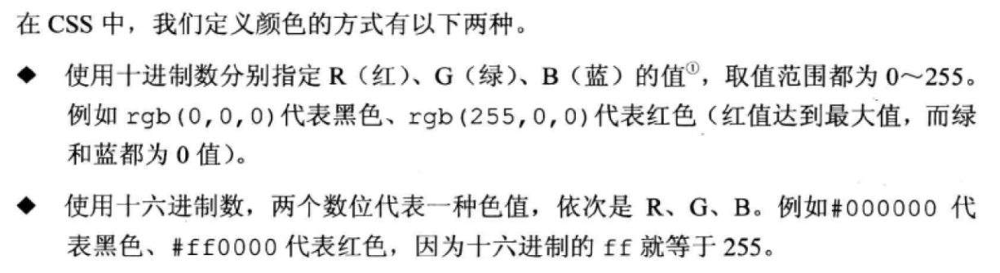 在 CSS 中，我们定义颜色的方式有以下两种。
◆ 使用十进制数分别指定 R（红）、G（绿）、B（蓝）的值①，取值范围都为 0～255。
例如 rgb(0,0,0)代表黑色、rgb(255,0,0)代表红色（红值达到最大值，而绿
和蓝都为 0 值）。
◆ 使用十六进制数，两个数位代表一种色值，依次是 R、G、B。例如#000000 代
表黑色、#ff0000 代表红色，因为十六进制的 ff 就等于 255。